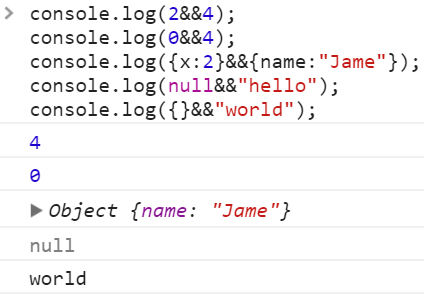 > console.log(2&&4);
console.log(0&&4);
console.log({x:2}&&{name:"Jame"});
console.log(null&&"hello");
console.log({}&&"world");
4
0
▶ Object {name: "Jame"}
null
world